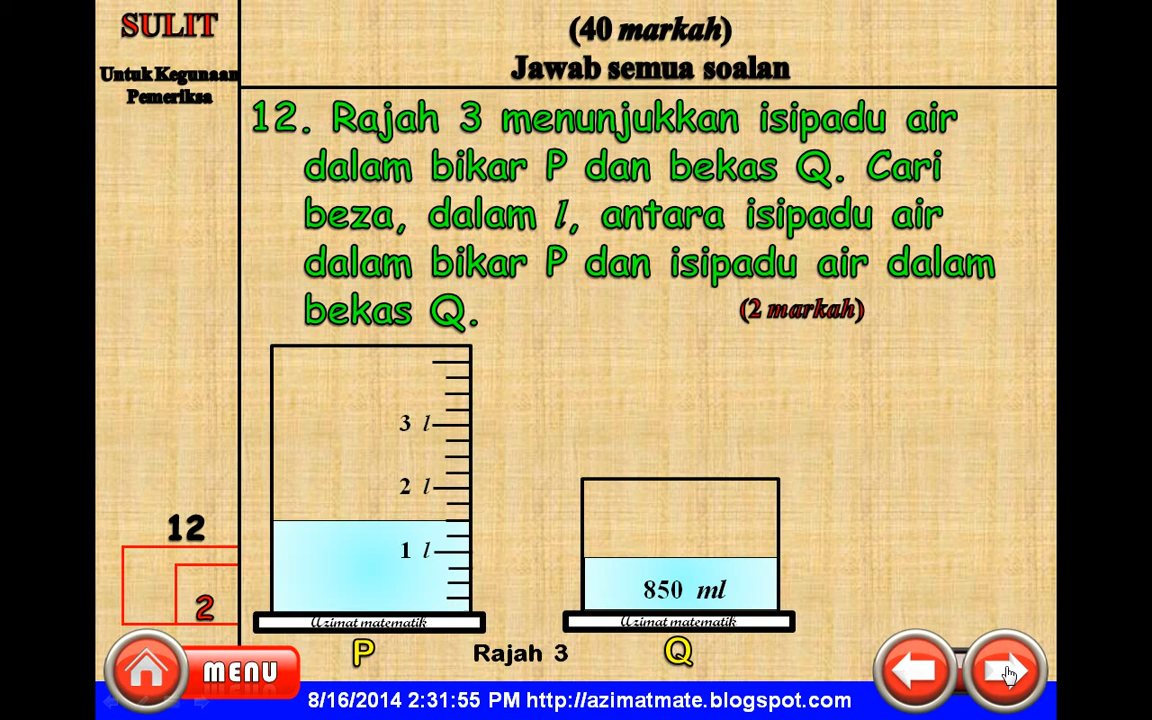 SULIT
Untuk Kegunaan
Pemeriksa
(40 markah)
Jawab semua soalan
12. Rajah 3 menunjukkan isipadu air
dalam bikar P dan bekas Q. Cari
beza, dalam l, antara isipadu air
dalam bikar P dan isipadu air dalam
bekas Q.
(2 markah)
3 l
2 l
1 l
850 ml
Azimat matematik
Azimat matematik
P
Rajah 3
Q
12
2
MENU
8/16/2014 2:31:55 PM http://azimatmate.blogspot.com